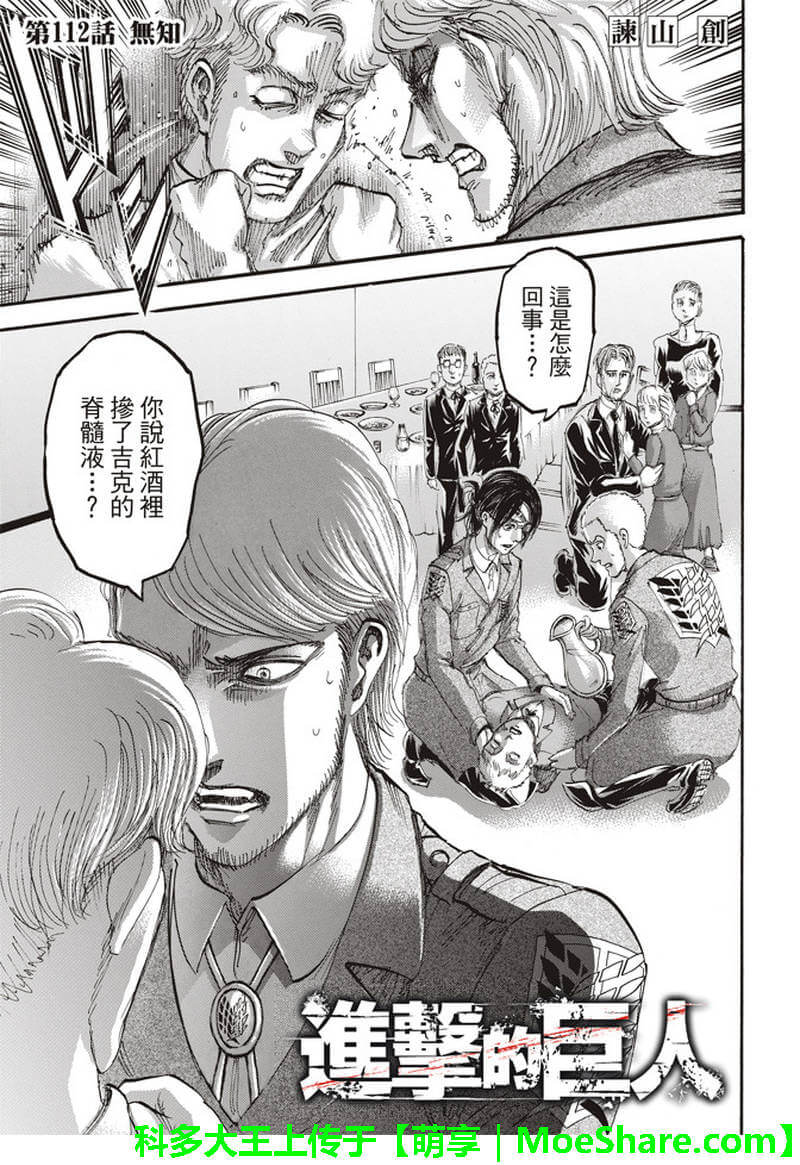 第112話 無知
諫山 創
這是怎麼
回事…?
你說紅酒裡
摻了吉克的
脊髓液…?
進擊的巨人
科多大王上传于【萌享】MoeShare.com】